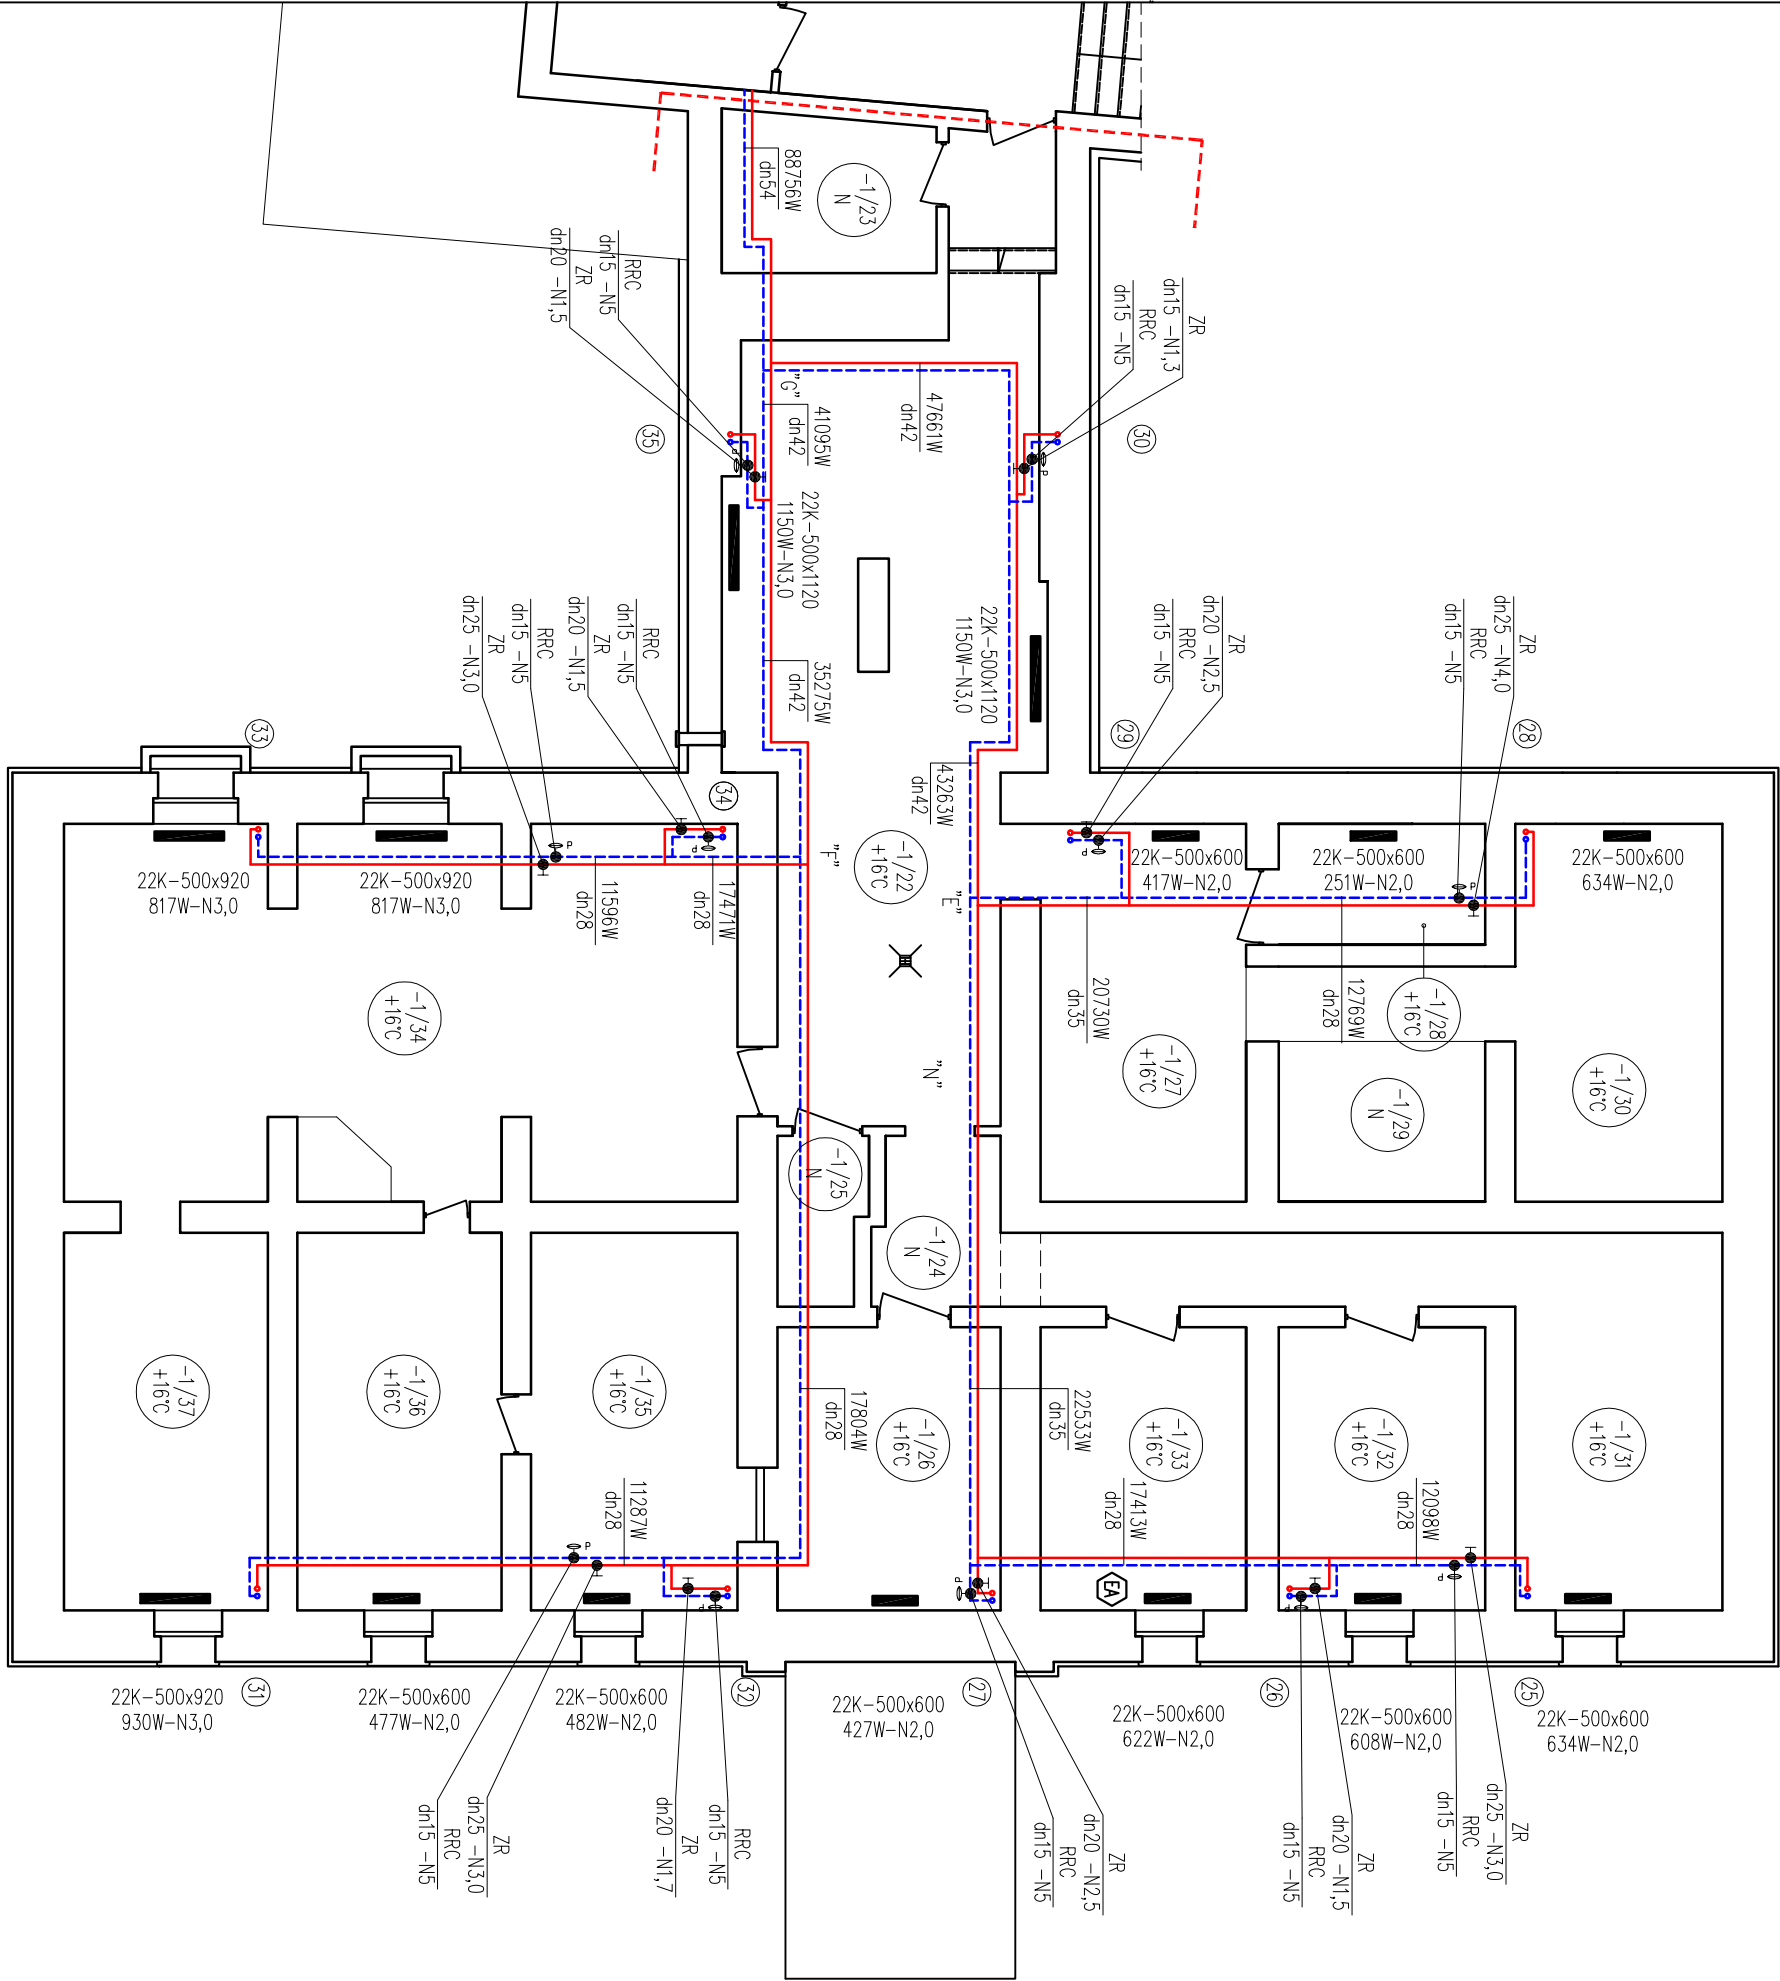 88756W
dn54
-1/23
N
RRC
dn15 -N5
ZR
dn20 -N1,5
ZR
dn15 -N1,3
RRC
dn15 -N5
"G"
41095W
dn42
47661W
dn42
35
30
22K-500x1120
1150W-N3,0
22K-500x1120
1150W-N3,0
35275W
dn42
RRC
dn15 -N5
ZR
dn20 -N1,5
RRC
dn15 -N5
ZR
dn25 -N3,0
ZR
dn20 -N2,5
RRC
dn15 -N5
ZR
dn25 -N4,0
RRC
dn15 -N5
33
34
29
28
43263W
dn42
-1/22
+16°C
"F"
"E"
22K-500x920
817W-N3,0
22K-500x920
817W-N3,0
22K-500x600
417W-N2,0
22K-500x600
251W-N2,0
22K-500x600
634W-N2,0
P
P
P
P
P
P
11596W
dn28
17471W
dn28
20730W
dn35
12769W
dn28
-1/28
+16°C
-1/34
+16°C
-1/27
+16°C
-1/29
N
-1/30
+16°C
"N"
-1/25
N
-1/24
N
-1/37
+16°C
-1/36
+16°C
-1/35
+16°C
17804W
dn28
-1/26
+16°C
22533W
dn35
-1/33
+16°C
-1/32
+16°C
-1/31
+16°C
11287W
dn28
17413W
dn28
12098W
dn28
P
P
P
P
P
EA
31
32
27
26
25
22K-500x920
930W-N3,0
22K-500x600
477W-N2,0
22K-500x600
482W-N2,0
22K-500x600
427W-N2,0
22K-500x600
622W-N2,0
22K-500x600
608W-N2,0
22K-500x600
634W-N2,0
ZR
dn25 -N3,0
RRC
dn15 -N5
RRC
dn15 -N5
ZR
dn20 -N1,7
ZR
dn20 -N2,5
RRC
dn15 -N5
ZR
dn20 -N1,5
RRC
dn15 -N5
ZR
dn25 -N3,0
RRC
dn15 -N5